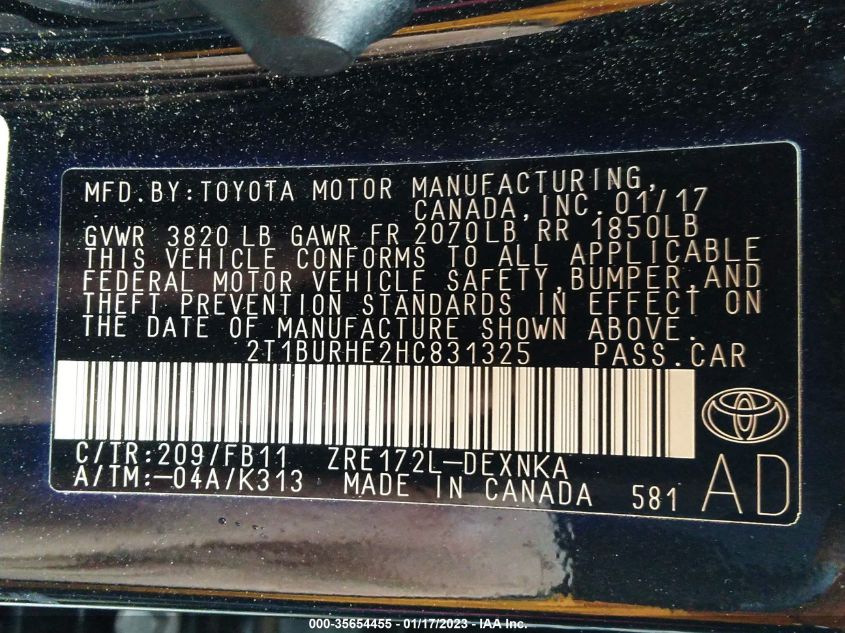 MFD.BY:TOYOTA MOTOR MANUFACTURING,
CANADA,INC. 01/17
GVWR 3820 LB GAWR FR 2070LB RR 1850LB
THIS VEHICLE CONFORMS TO ALL APPLICABLE
FEDERAL MOTOR VEHICLE SAFETY,BUMPER,AND
THEFT PREVENTION STANDARDS IN EFFECT ON
THE DATE OF MANUFACTURE SHOWN ABOVE.
2T1BURHE2HC831325 PASS.CAR
C/TR:209/FB11 ZRE172L-DEXNKA
A/TM:-04A/K313 MADE IN CANADA 581 AD
000-35654455 - 01/17/2023 - IAA Inc.